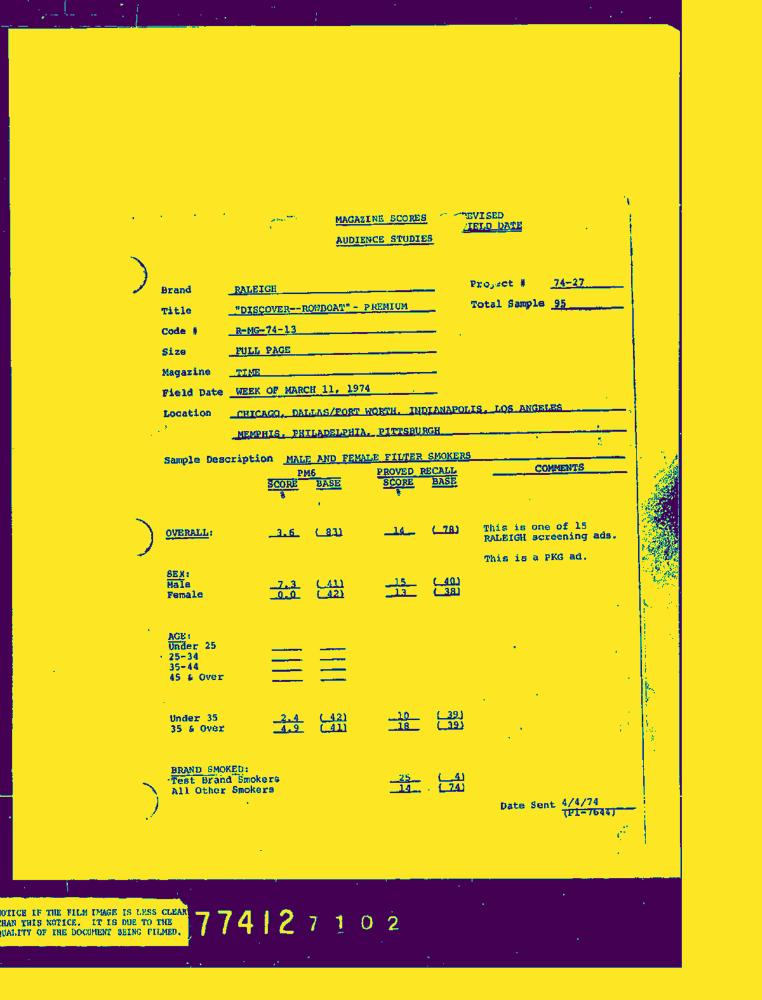 MAGAZINE SCORES EVISED
IELD DATE
AUDIENCE STUDIES
Project # 74-27
Brand RALEIGH
Title "DISCOVER--ROWBOAT"- PREMIUM
Total Sample 95
Code # R-MG-74-13
Size FULL PAGE
Magazine TIME
Field Date WEEK OF MARCH 11, 1974
Location CHICAGO, DALLAS/FORT WORTH, INDIANAPOLIS, LOS ANGELES
MEMPHIS, PHILADELPHIA, PITTSBURGH
Sample Description MALE AND FEMALE FILTER SMOKERS
PM6 PROVED RECALL COMMENTS
SCORE BASE SCORE BASE
% %
OVERALL: 3.6 (83) 14 (78) This is one of 15
RALEIGH screening ads.
This is a PKG ad.
SEX:
Male 7.3 (41) 15 (40)
Female 0.0 (42) 13 (38)
AGE:
Under 25
25-34
35-44
45 & Over
Under 35 2.4 (42) 10 (39)
35 & Over 4.9 (41) 18 (39)
BRAND SMOKED:
Test Brand Smokers 25 (4)
All Other Smokers 14 (74)
Date Sent 4/4/74
(P1-7644)
NOTICE IF THE FILM IMAGE IS LESS CLEAR
THAN THIS NOTICE. IT IS DUE TO THE
QUALITY OF THE DOCUMENT BEING FILMED.
77412 7102